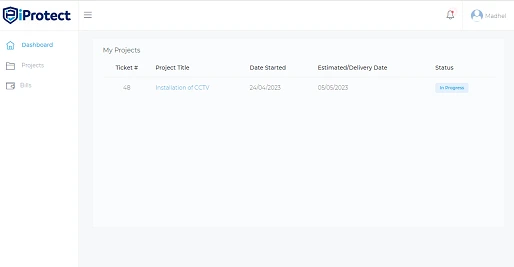 iProtect
Madhel
Dashboard
Projects
Bills
My Projects
Ticket # Project Title Date Started Estimated/Delivery Date Status
48 Installation of CCTV 24/04/2023 05/05/2023 In Progress